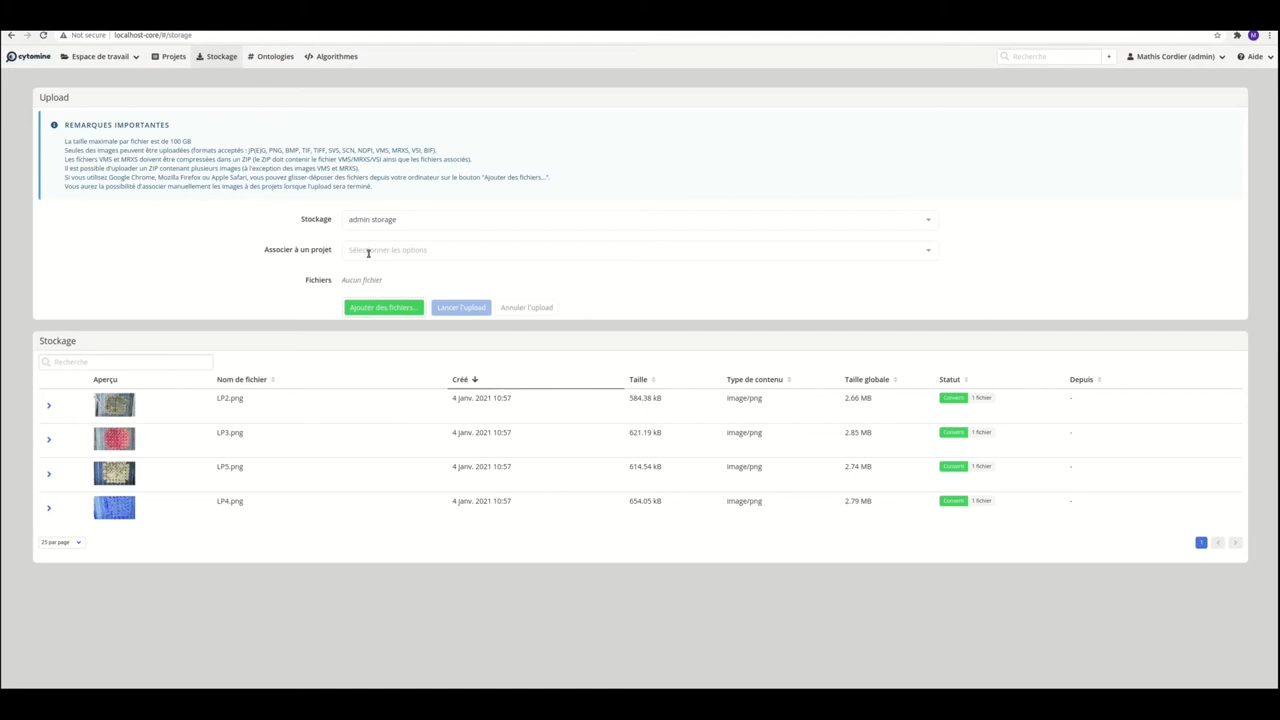 Not secure localhost-core/#/storage M
cytomine Espace de travail Projets Stockage # Ontologies </> Algorithmes Recherche + Mathis Cordier (admin) Aide
Upload
REMARQUES IMPORTANTES
La taille maximale par fichier est de 100 GB
Seules des images peuvent être uploadées (formats acceptés : JP(E)G, PNG, BMP, TIF, TIFF, SVS, SCN, NDPI, VMS, MRXS, VSI, BIF).
Les fichiers VMS et MRXS doivent être compressées dans un ZIP (le ZIP doit contenir le fichier VMS/MRXS/VSI ainsi que les fichiers associés).
Il est possible d'uploader un ZIP contenant plusieurs images (à l'exception des images VMS et MRXS).
Si vous utilisez Google Chrome, Mozilla Firefox ou Apple Safari, vous pouvez glisser-déposer des fichiers depuis votre ordinateur sur le bouton "Ajouter des fichiers...".
Vous aurez la possibilité d'associer manuellement les images à des projets lorsque l'upload sera terminé.
Stockage admin storage
Associer à un projet Sélectionner les options
Fichiers Aucun fichier
Ajouter des fichiers... Lancer l'upload Annuler l'upload
Stockage
Recherche
Aperçu Nom de fichier Créé Taille Type de contenu Taille globale Statut Depuis
LP2.png 4 janv. 2021 10:57 584.38 kB image/png 2.66 MB Converti 1 fichier -
LP3.png 4 janv. 2021 10:57 621.19 kB image/png 2.85 MB Converti 1 fichier -
LP5.png 4 janv. 2021 10:57 614.54 kB image/png 2.74 MB Converti 1 fichier -
LP4.png 4 janv. 2021 10:57 654.05 kB image/png 2.79 MB Converti 1 fichier -
25 par page 1